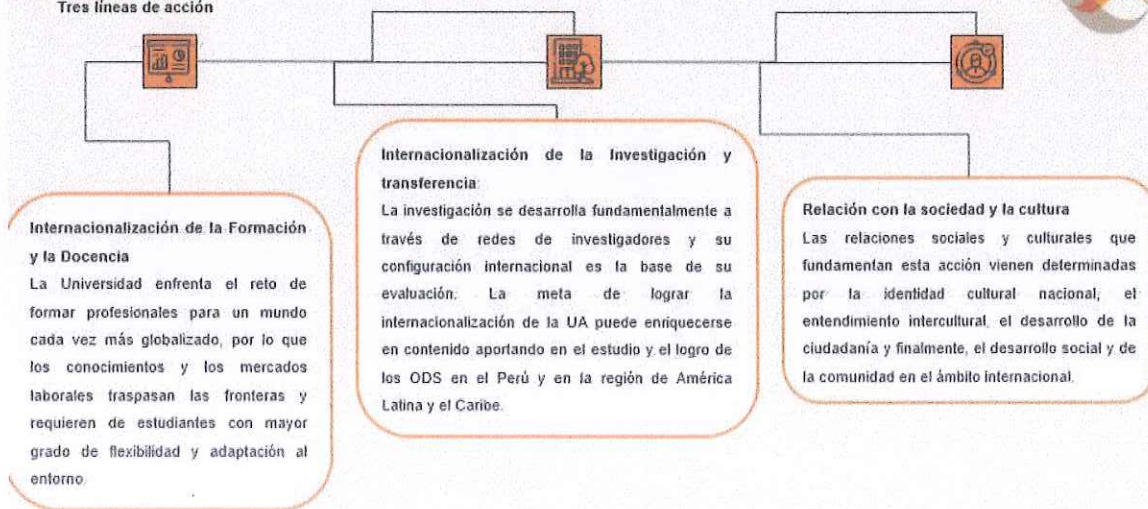 Tres líneas de acción
Internacionalización de la Formación
y la Docencia
La Universidad enfrenta el reto de
formar profesionales para un mundo
cada vez más globalizado, por lo que
los conocimientos y los mercados
laborales traspasan las fronteras y
requieren de estudiantes con mayor
grado de flexibilidad y adaptación al
entorno.
Internacionalización de la Investigación y
transferencia:
La investigación se desarrolla fundamentalmente a
través de redes de investigadores y su
configuración internacional es la base de su
evaluación. La meta de lograr la
internacionalización de la UA puede enriquecerse
en contenido aportando en el estudio y el logro de
los ODS en el Perú y en la región de América
Latina y el Caribe.
Relación con la sociedad y la cultura
Las relaciones sociales y culturales que
fundamentan esta acción vienen determinadas
por la identidad cultural nacional, el
entendimiento intercultural, el desarrollo de la
ciudadanía y finalmente, el desarrollo social y de
la comunidad en el ámbito internacional.